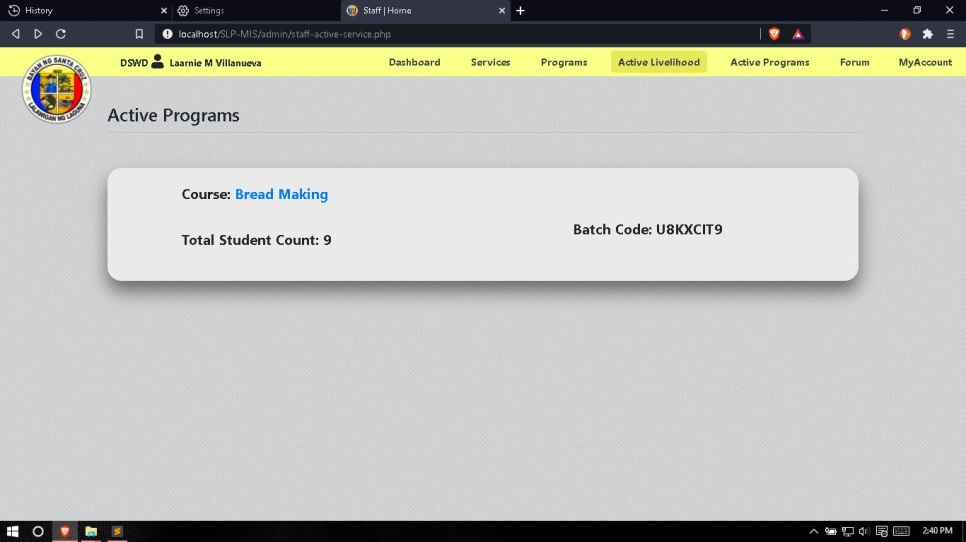 History
Settings
Staff | Home
localhost/SLP-MIS/admin/staff-active-service.php
DSWD Laarnie M Villanueva
Dashboard Services Programs Active Livelihood Active Programs Forum MyAccount
BAYAN NG SANTA CRUZ
LALAWIGAN NG LAGUNA
Active Programs
Course: Bread Making
Batch Code: U8KXCIT9
Total Student Count: 9
2:40 PM